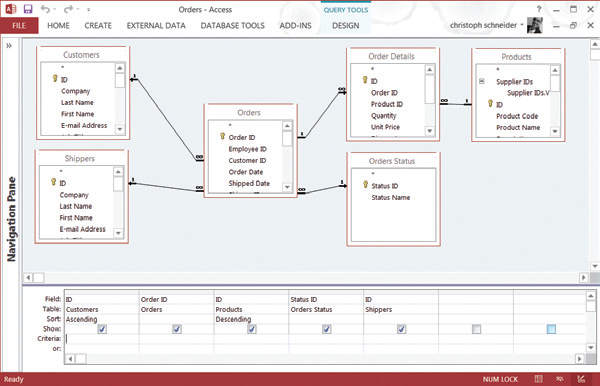 Orders - Access
QUERY TOOLS
FILE
HOME
CREATE
EXTERNAL DATA
DATABASE TOOLS
ADD-INS
DESIGN
christoph schneider
Navigation Pane
Customers
*
ID
Company
Last Name
First Name
E-mail Address
Shippers
*
ID
Company
Last Name
First Name
E-mail Address
Orders
*
Order ID
Employee ID
Customer ID
Order Date
Shipped Date
Order Details
*
ID
Order ID
Product ID
Quantity
Unit Price
Orders Status
*
Status ID
Status Name
Products
*
Supplier IDs
Supplier IDs.V
ID
Product Code
Product Name
1 ∞
1 ∞
1 ∞
∞ 1
∞ 1
Field: ID Order ID ID Status ID ID
Table: Customers Orders Products Orders Status Shippers
Sort: Ascending Descending
Show:
Criteria:
or:
Ready
NUM LOCK
SQL